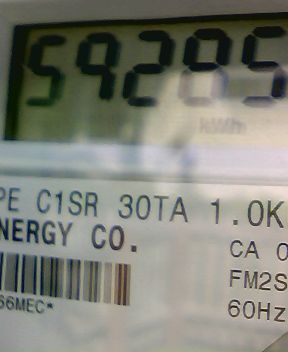 59285
kWh
PE C1SR 30TA 1.0K
NERGY CO.
CA 0
FM2S
66MEC*
60Hz